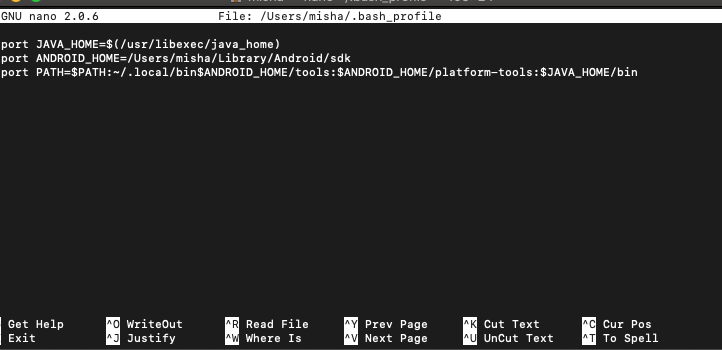 GNU nano 2.0.6 File: /Users/misha/.bash_profile
port JAVA_HOME=$(/usr/libexec/java_home)
port ANDROID_HOME=/Users/misha/Library/Android/sdk
port PATH=$PATH:~/.local/bin$ANDROID_HOME/tools:$ANDROID_HOME/platform-tools:$JAVA_HOME/bin
Get Help ^O WriteOut ^R Read File ^Y Prev Page ^K Cut Text ^C Cur Pos
Exit ^J Justify ^W Where Is ^V Next Page ^U UnCut Text ^T To Spell